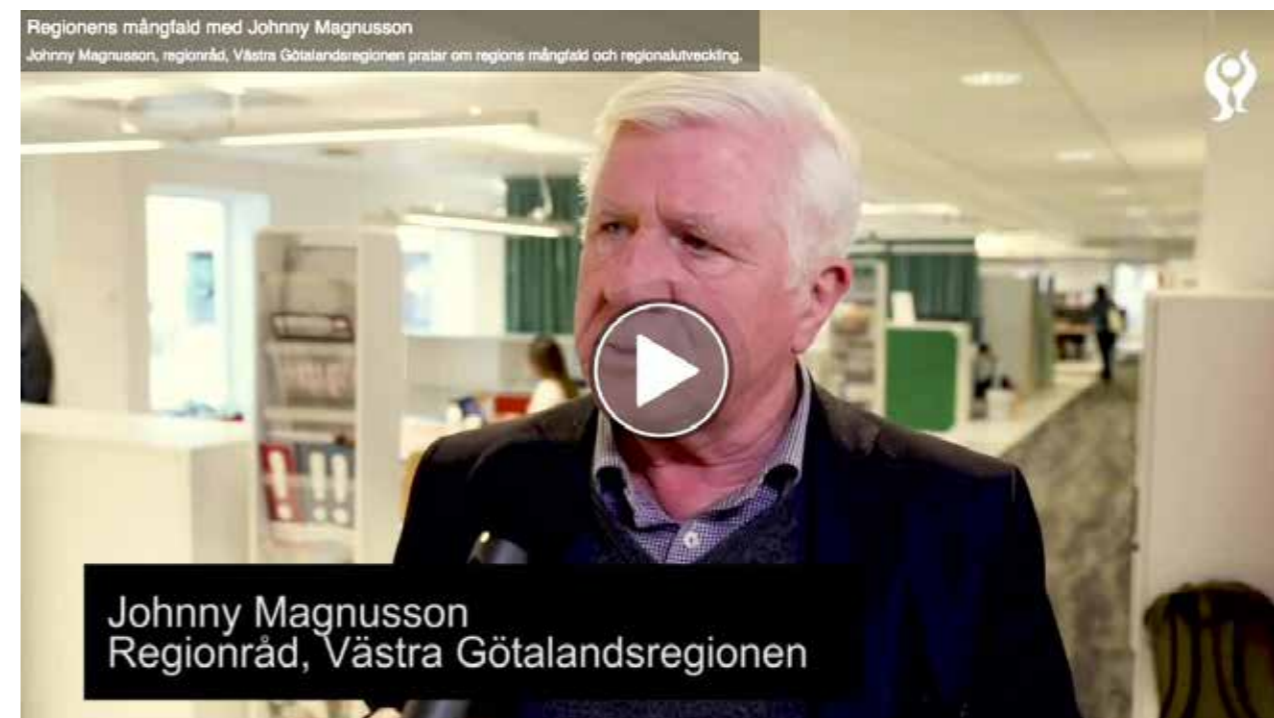 Regionens mångfald med Johnny Magnusson
Johnny Magnusson, regionråd, Västra Götalandsregionen pratar om regions mångfald och regionalutveckling.
Johnny Magnusson
Regionråd, Västra Götalandsregionen